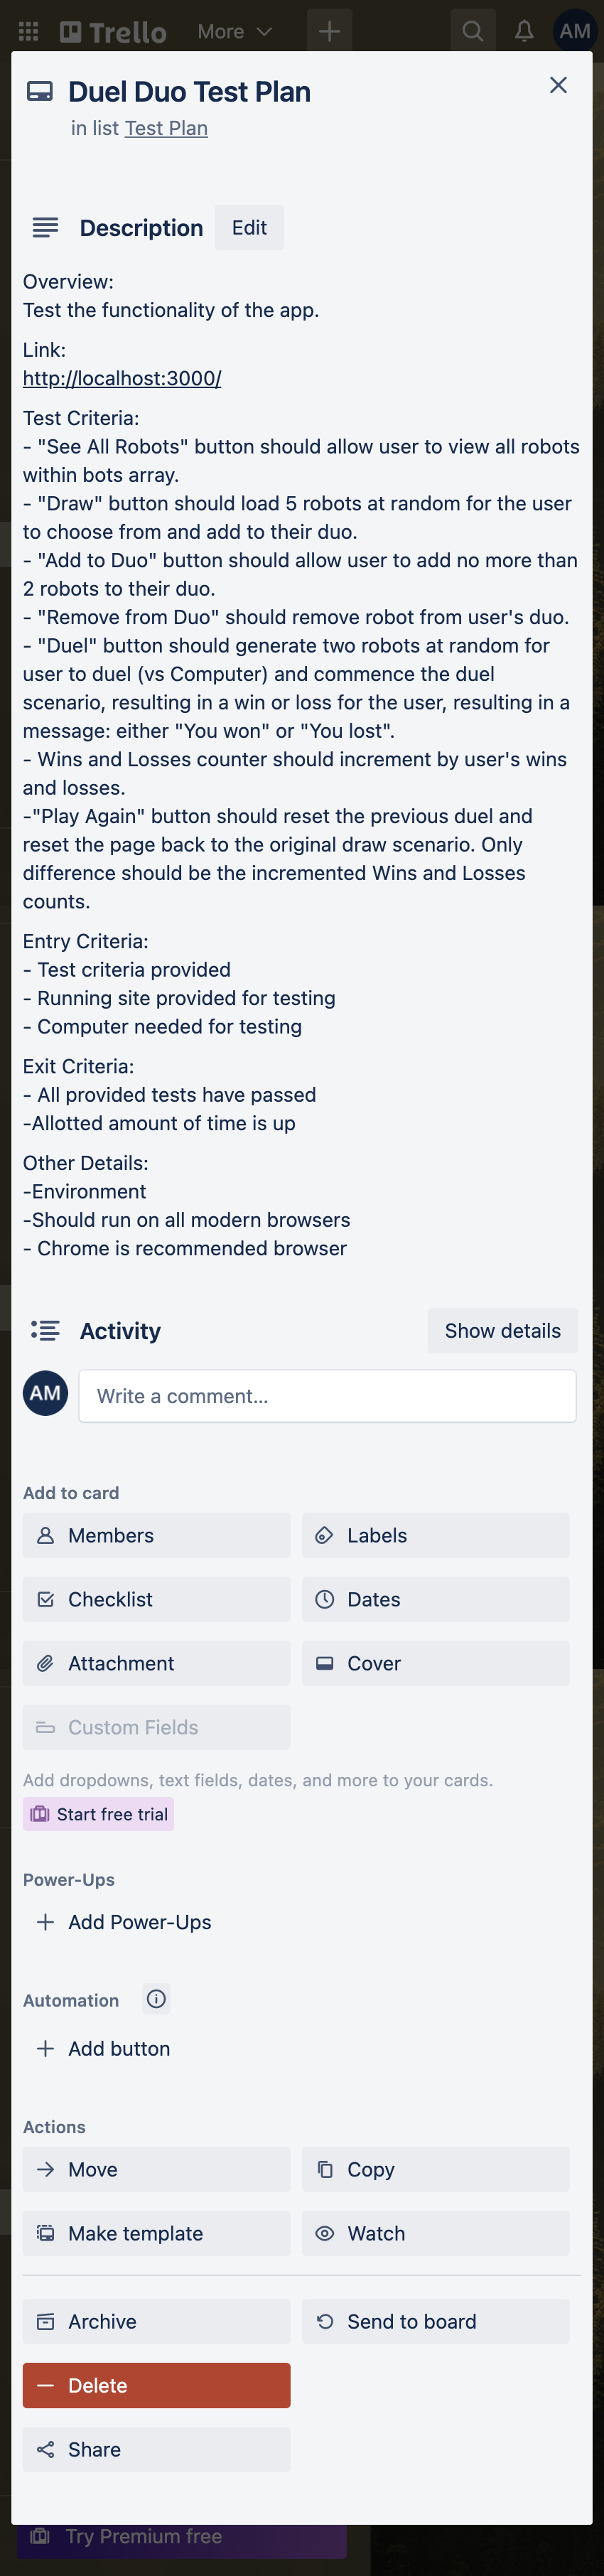 Trello
More
AM
Duel Duo Test Plan
in list Test Plan
Description
Edit
Overview:
Test the functionality of the app.
Link:
http://localhost:3000/
Test Criteria:
- "See All Robots" button should allow user to view all robots
within bots array.
- "Draw" button should load 5 robots at random for the user
to choose from and add to their duo.
- "Add to Duo" button should allow user to add no more than
2 robots to their duo.
- "Remove from Duo" should remove robot from user's duo.
- "Duel" button should generate two robots at random for
user to duel (vs Computer) and commence the duel
scenario, resulting in a win or loss for the user, resulting in a
message: either "You won" or "You lost".
- Wins and Losses counter should increment by user's wins
and losses.
-"Play Again" button should reset the previous duel and
reset the page back to the original draw scenario. Only
difference should be the incremented Wins and Losses
counts.
Entry Criteria:
- Test criteria provided
- Running site provided for testing
- Computer needed for testing
Exit Criteria:
- All provided tests have passed
-Allotted amount of time is up
Other Details:
-Environment
-Should run on all modern browsers
- Chrome is recommended browser
Activity
Show details
AM
Write a comment...
Add to card
Members
Labels
Checklist
Dates
Attachment
Cover
Custom Fields
Add dropdowns, text fields, dates, and more to your cards.
Start free trial
Power-Ups
Add Power-Ups
Automation
Add button
Actions
Move
Copy
Make template
Watch
Archive
Send to board
Delete
Share
Try Premium free